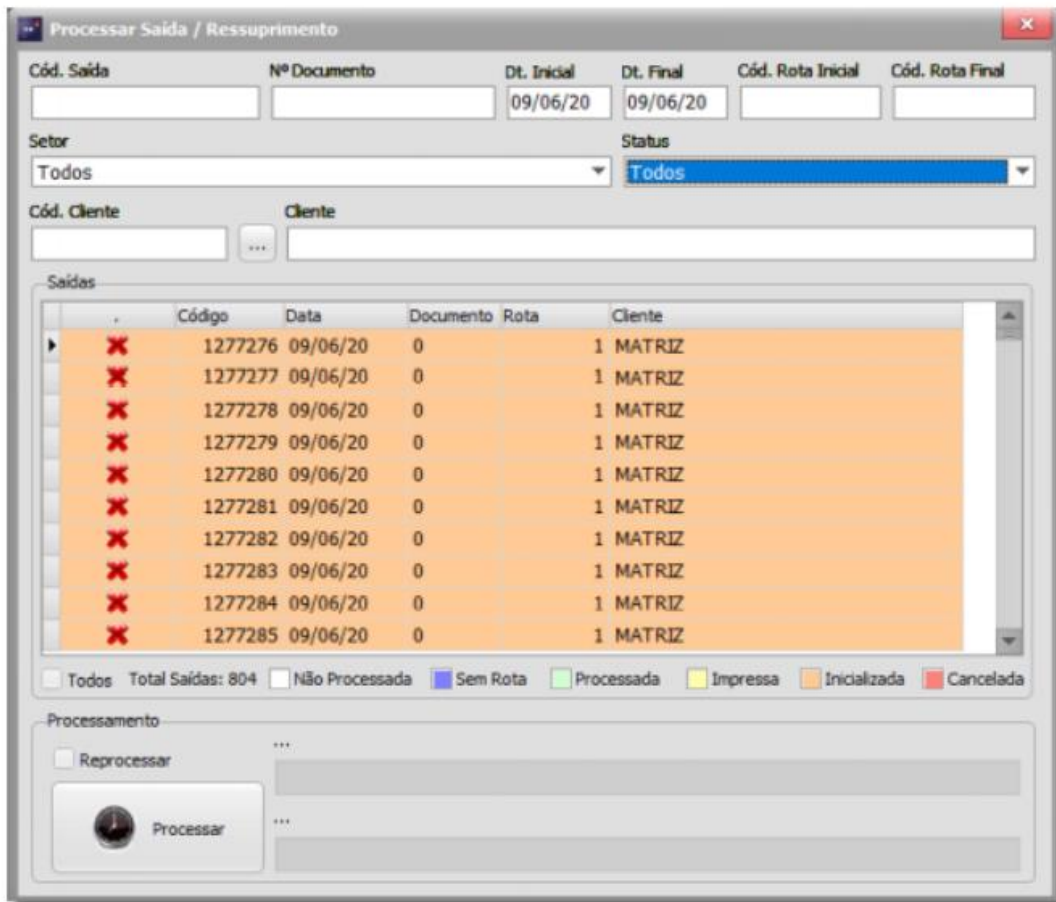 Processar Saída / Ressuprimento
Cód. Saída Nº Documento Dt. Inicial Dt. Final Cód. Rota Inicial Cód. Rota Final
09/06/20 09/06/20
Setor Status
Todos Todos
Cód. Cliente Cliente
...
Saídas
. Código Data Documento Rota Cliente
1277276 09/06/20 0 1 MATRIZ
1277277 09/06/20 0 1 MATRIZ
1277278 09/06/20 0 1 MATRIZ
1277279 09/06/20 0 1 MATRIZ
1277280 09/06/20 0 1 MATRIZ
1277281 09/06/20 0 1 MATRIZ
1277282 09/06/20 0 1 MATRIZ
1277283 09/06/20 0 1 MATRIZ
1277284 09/06/20 0 1 MATRIZ
1277285 09/06/20 0 1 MATRIZ
Todos Total Saídas: 804 Não Processada Sem Rota Processada Impressa Inicializada Cancelada
Processamento
...
Reprocessar
Processar ...